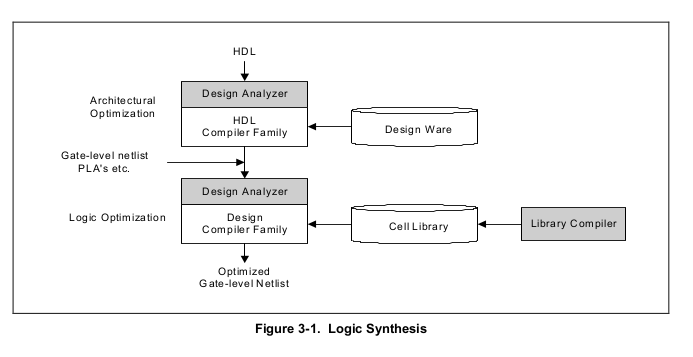 HDL
Design Analyzer
Architectural
Optimization
HDL
Compiler Family
Design Ware
Gate-level netlist
PLA's etc.
Design Analyzer
Logic Optimization
Design
Compiler Family
Cell Library
Library Compiler
Optimized
Gate-level Netlist
Figure 3-1. Logic Synthesis